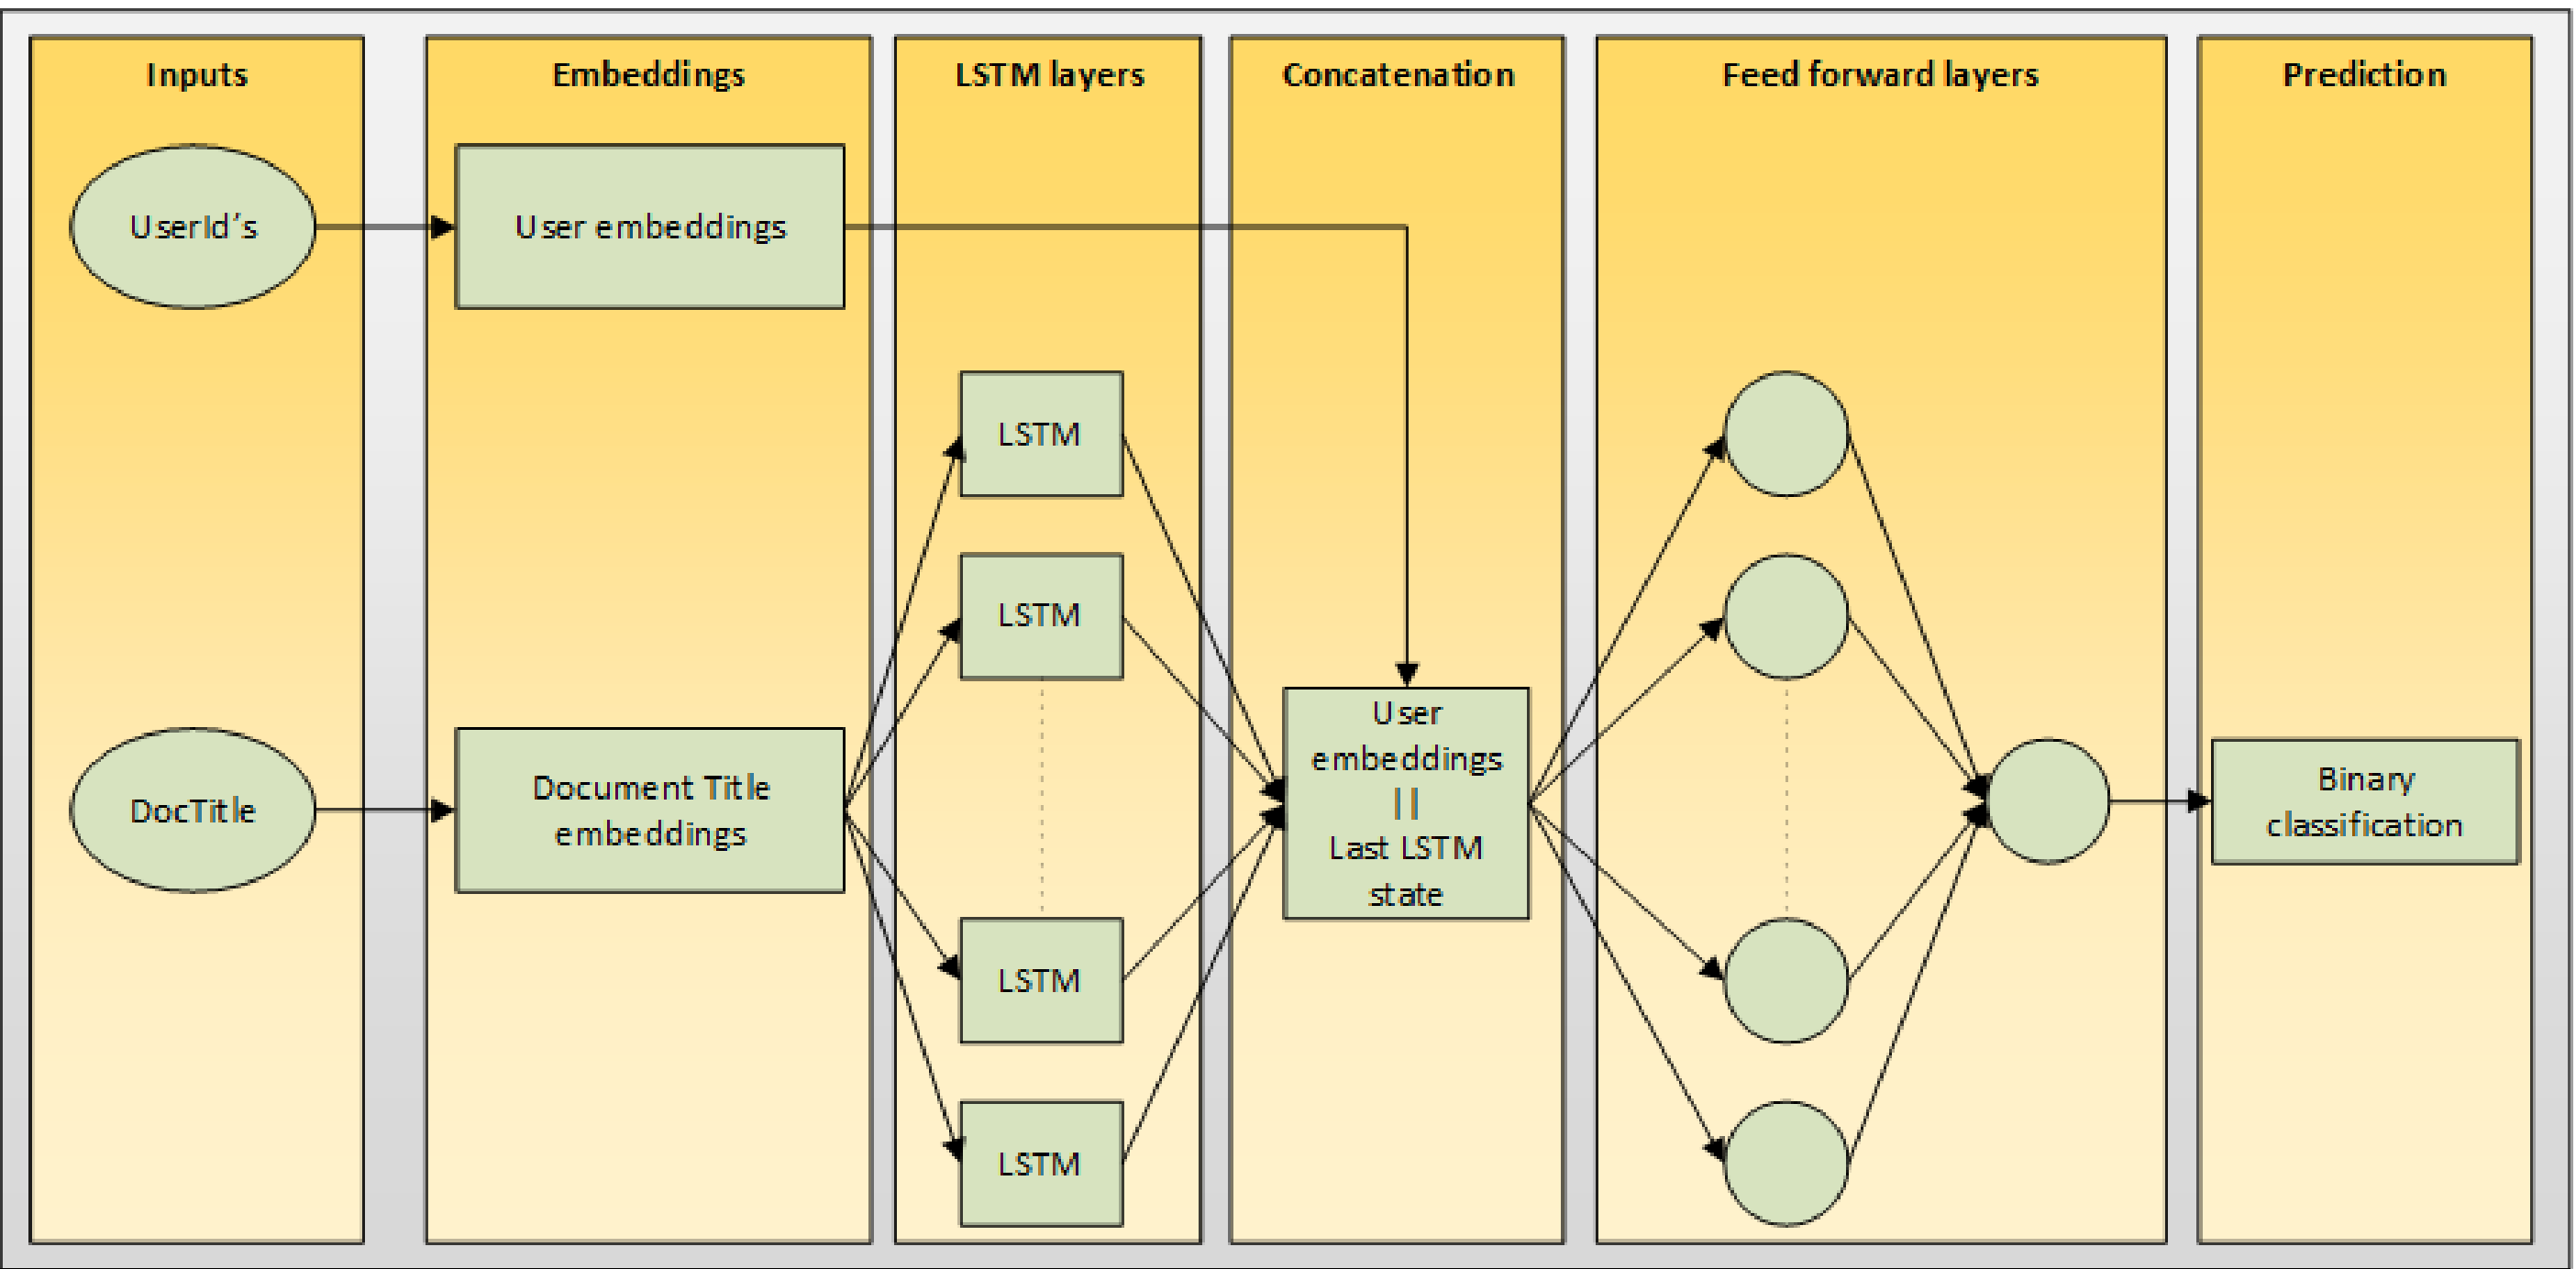 Inputs
Embeddings
LSTM layers
Concatenation
Feed forward layers
Prediction
UserId's
User embeddings
LSTM
LSTM
DocTitle
Document Title
embeddings
User
embeddings
||
Last LSTM
state
Binary
classification
LSTM
LSTM